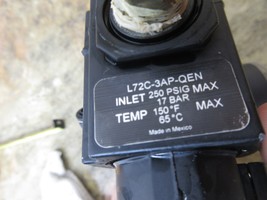 L72C-3AP-QEN
INLET 250 PSIG MAX
17 BAR
TEMP 150°F MAX
65°C
Made in Mexico